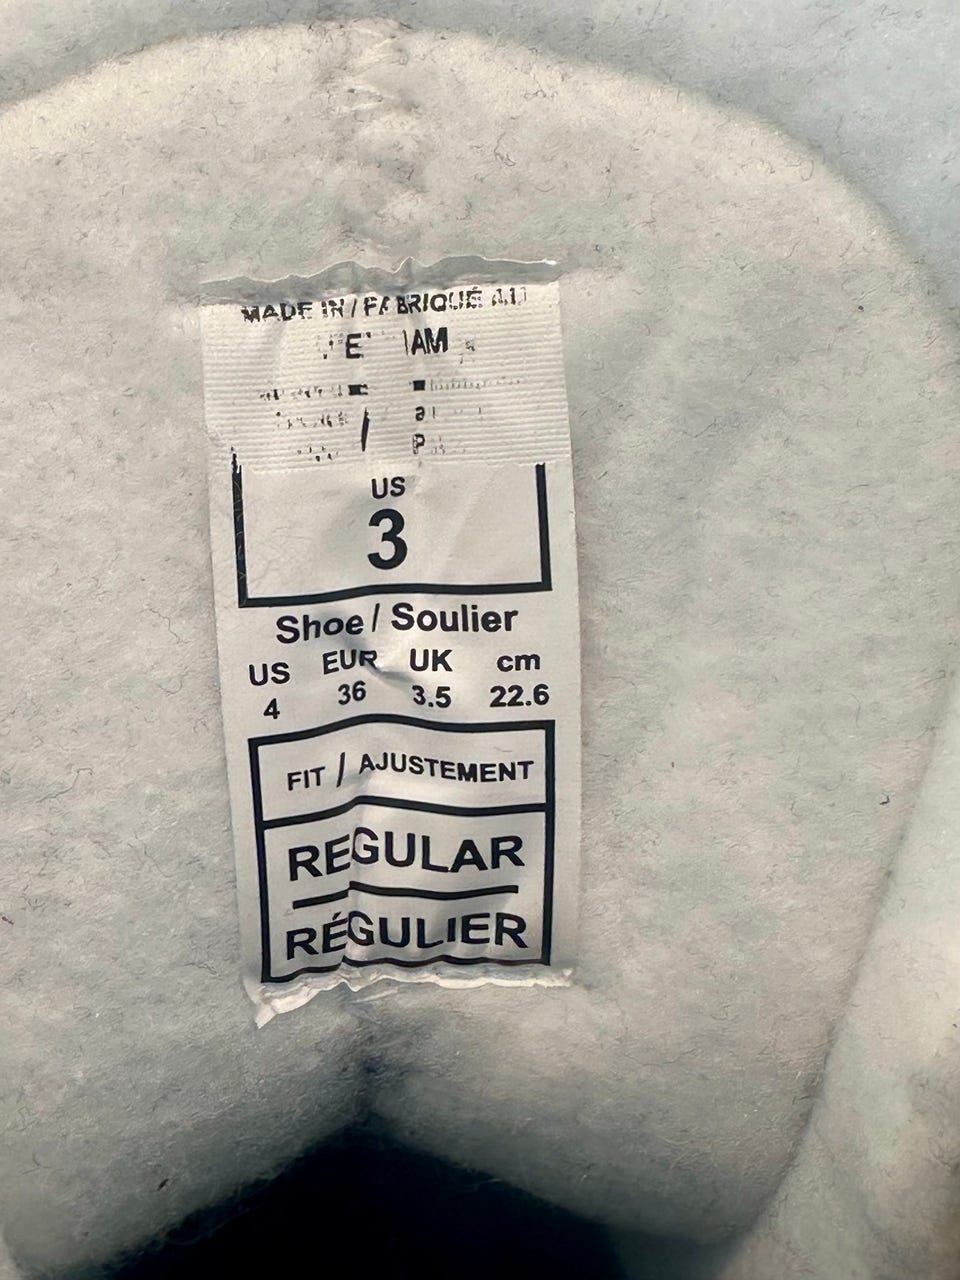 MADE IN / FABRIQUÉ AU
US
3
Shoe / Soulier
US EUR UK cm
4 36 3.5 22.6
FIT / AJUSTEMENT
REGULAR
RÉGULIER